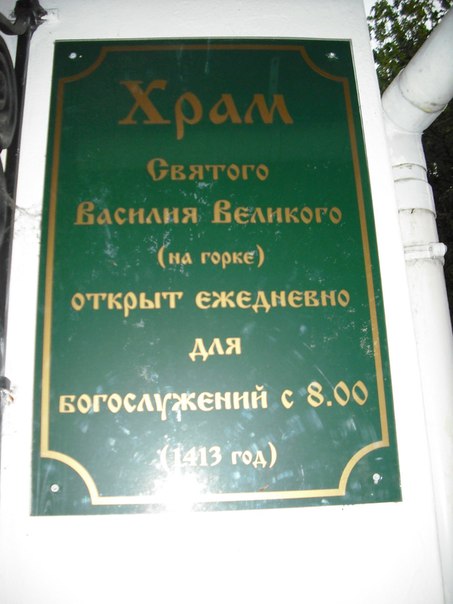 Храм
Святого
Василия Великого
(на горке)
открыт ежедневно
для
богослужений с 8.00
(1413 год)